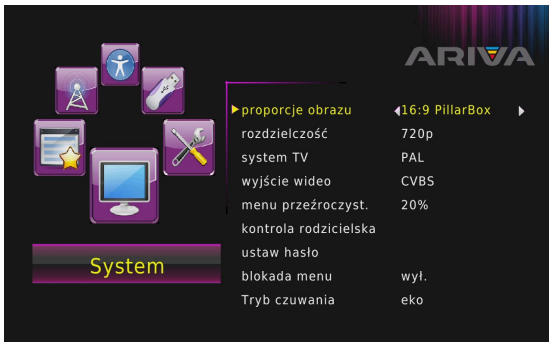 ARIVA
proporcje obrazu 16:9 PillarBox
rozdzielczość 720p
system TV PAL
wyjście wideo CVBS
menu przeźroczyst. 20%
kontrola rodzicielska
ustaw hasło
blokada menu wył.
Tryb czuwania eko
System